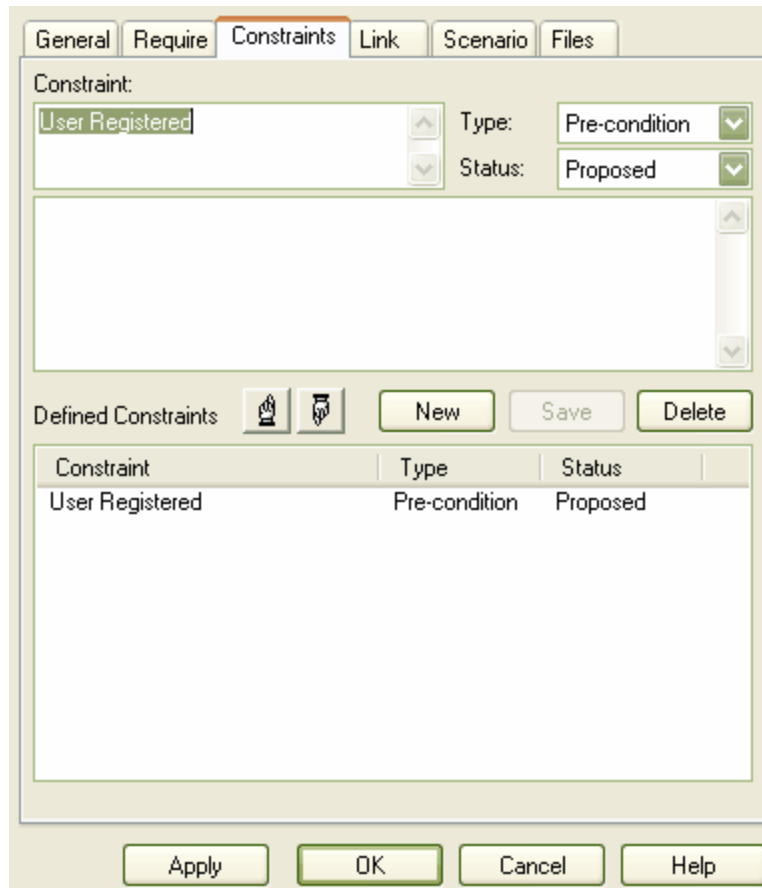 General Require Constraints Link Scenario Files
Constraint:
User Registered
Type: Pre-condition
Status: Proposed
Defined Constraints New Save Delete
Constraint Type Status
User Registered Pre-condition Proposed
Apply OK Cancel Help